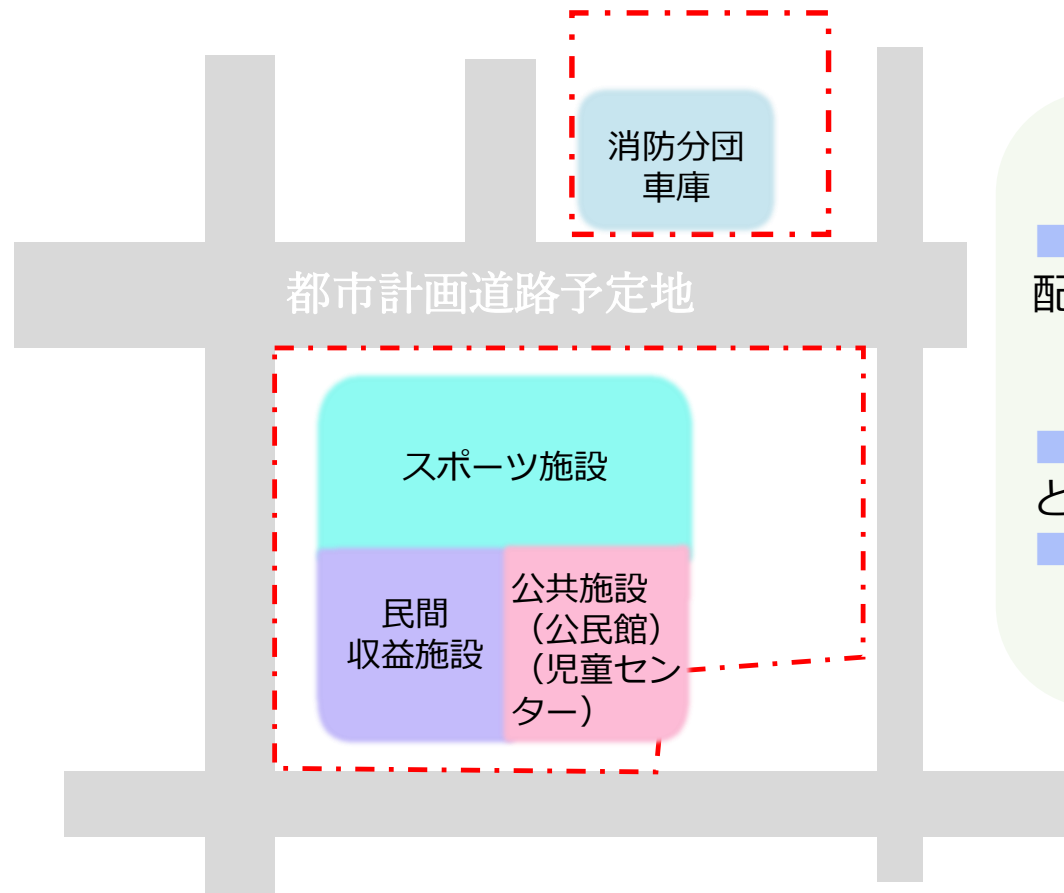 消防分団
車庫
都市計画道路予定地
配
スポーツ施設
と
民間
収益施設
公共施設
（公民館）
（児童セン
ター）